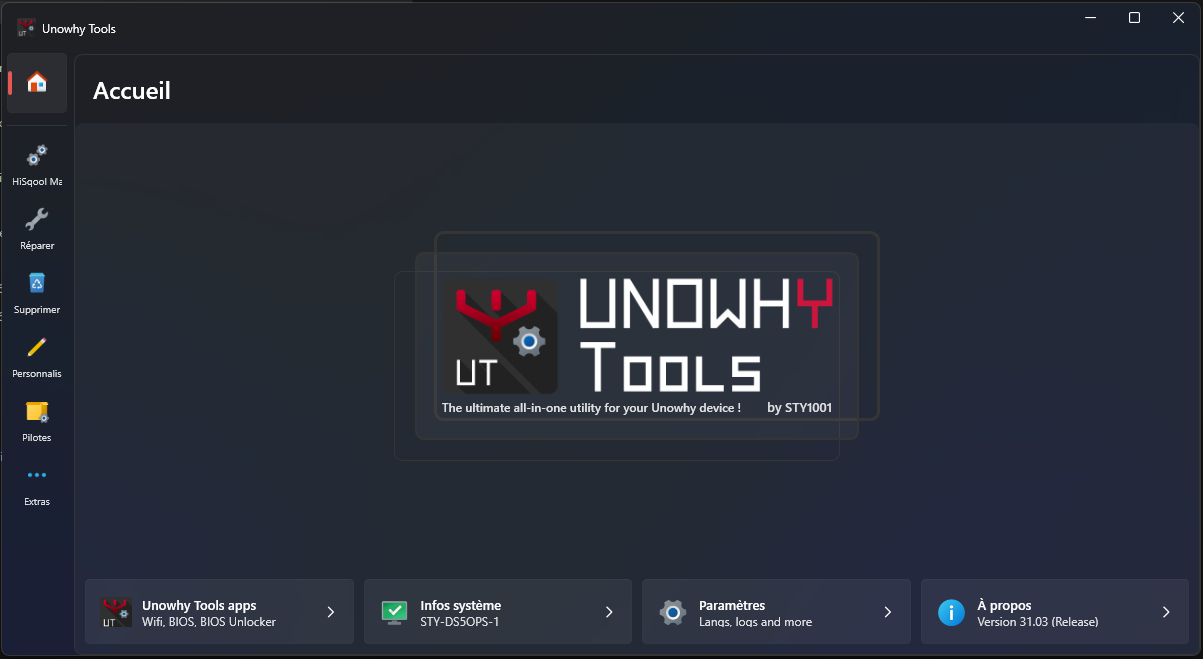 Unowhy Tools
Accueil
HiSqool Ma
Réparer
Supprimer
Personnalis
Pilotes
Extras
UNOWHY
TOOLS
UT
The ultimate all-in-one utility for your Unowhy device ! by STY1001
UT
Unowhy Tools apps
Wifi, BIOS, BIOS Unlocker
Infos système
STY-DS5OPS-1
Paramètres
Langs, logs and more
À propos
Version 31.03 (Release)